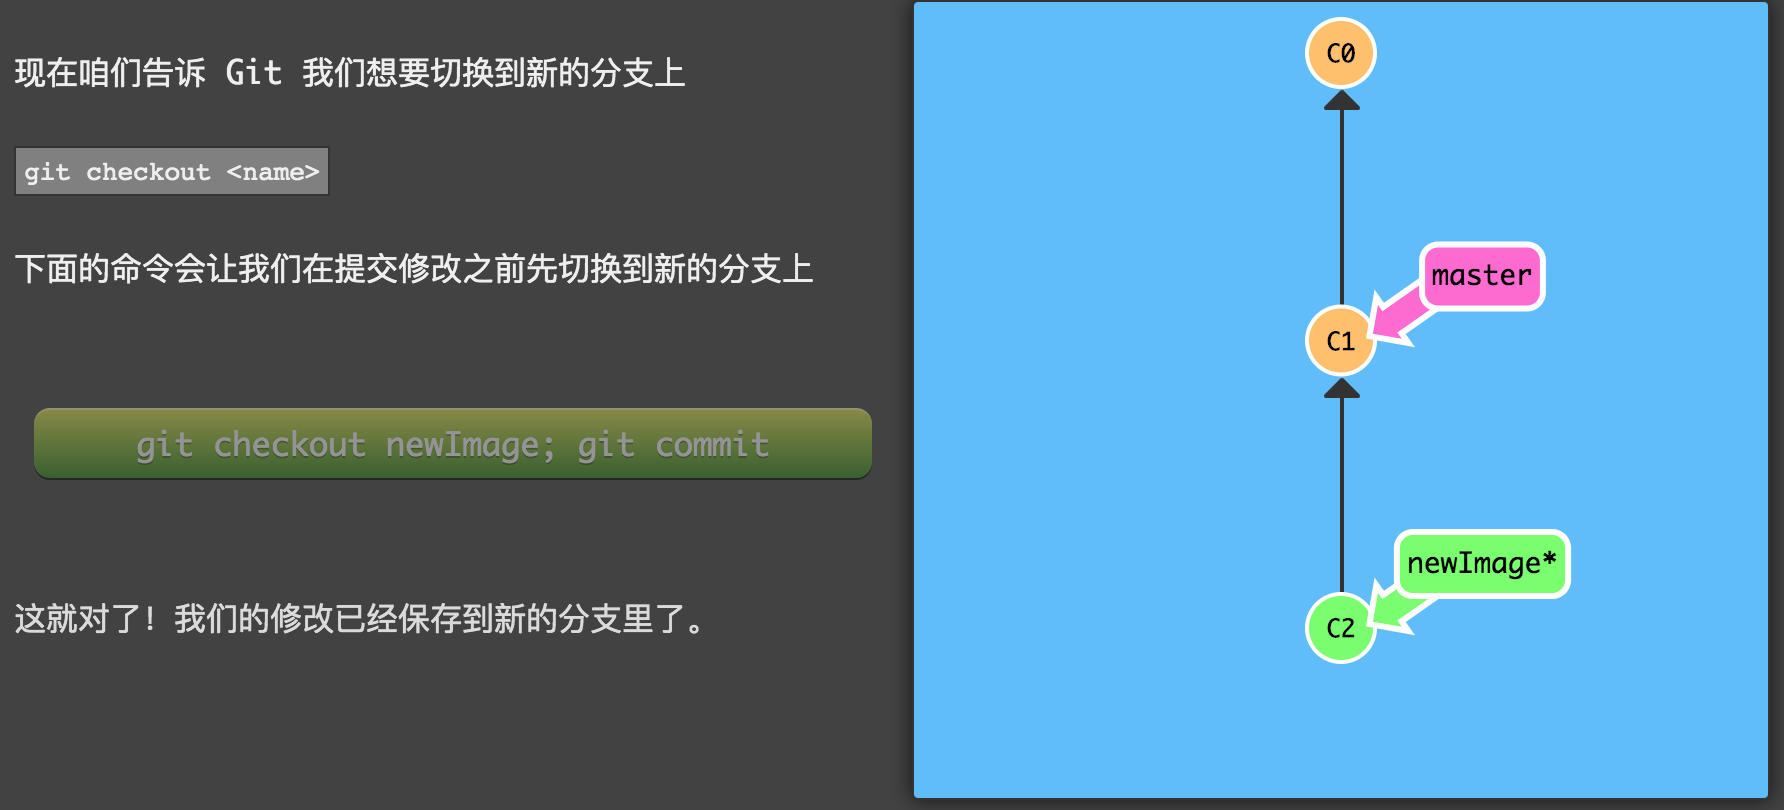 现在咱们告诉 Git 我们想要切换到新的分支上
git checkout <name>
下面的命令会让我们在提交修改之前先切换到新的分支上
git checkout newImage; git commit
这就对了！我们的修改已经保存到新的分支里了。
C0
master
C1
newImage*
C2